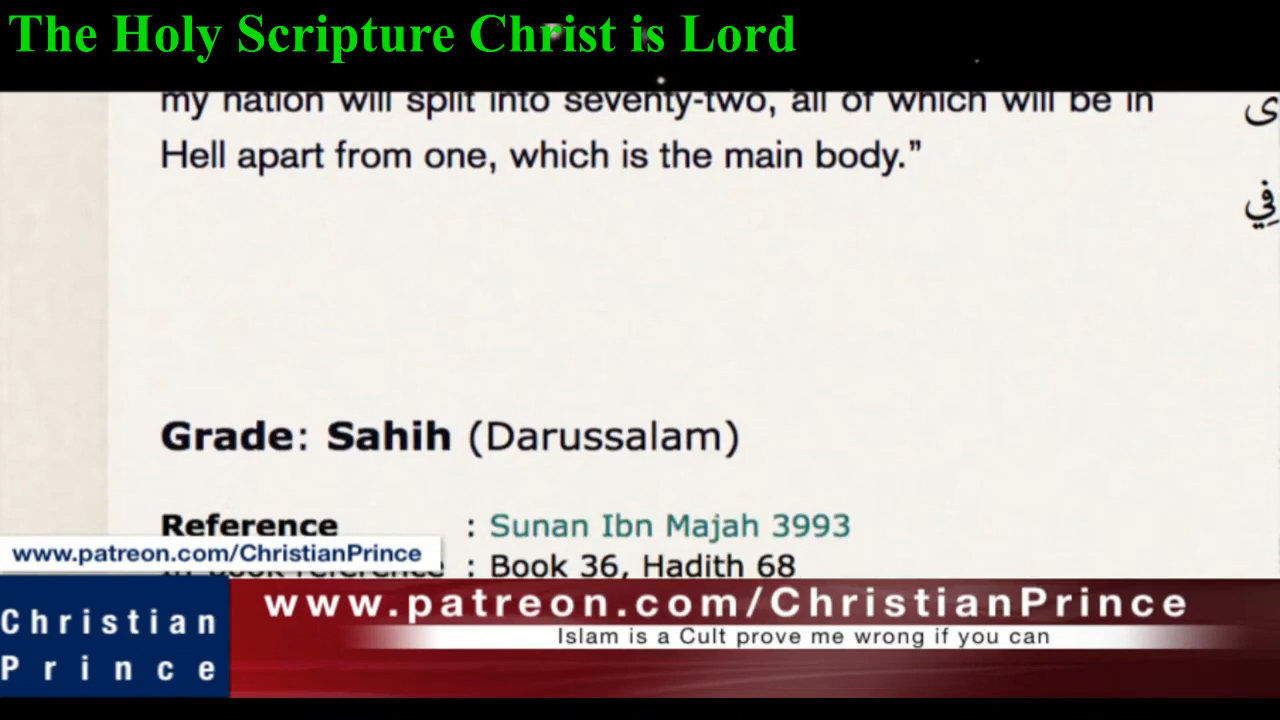 The Holy Scripture Christ is Lord
my nation will split into seventy-two, all of which will be in
Hell apart from one, which is the main body.”
ى
فِي
Grade: Sahih (Darussalam)
Reference : Sunan Ibn Majah 3993
In-book reference : Book 36, Hadith 68
www.patreon.com/ChristianPrince
Christian
Prince
www.patreon.com/ChristianPrince
Islam is a Cult prove me wrong if you can